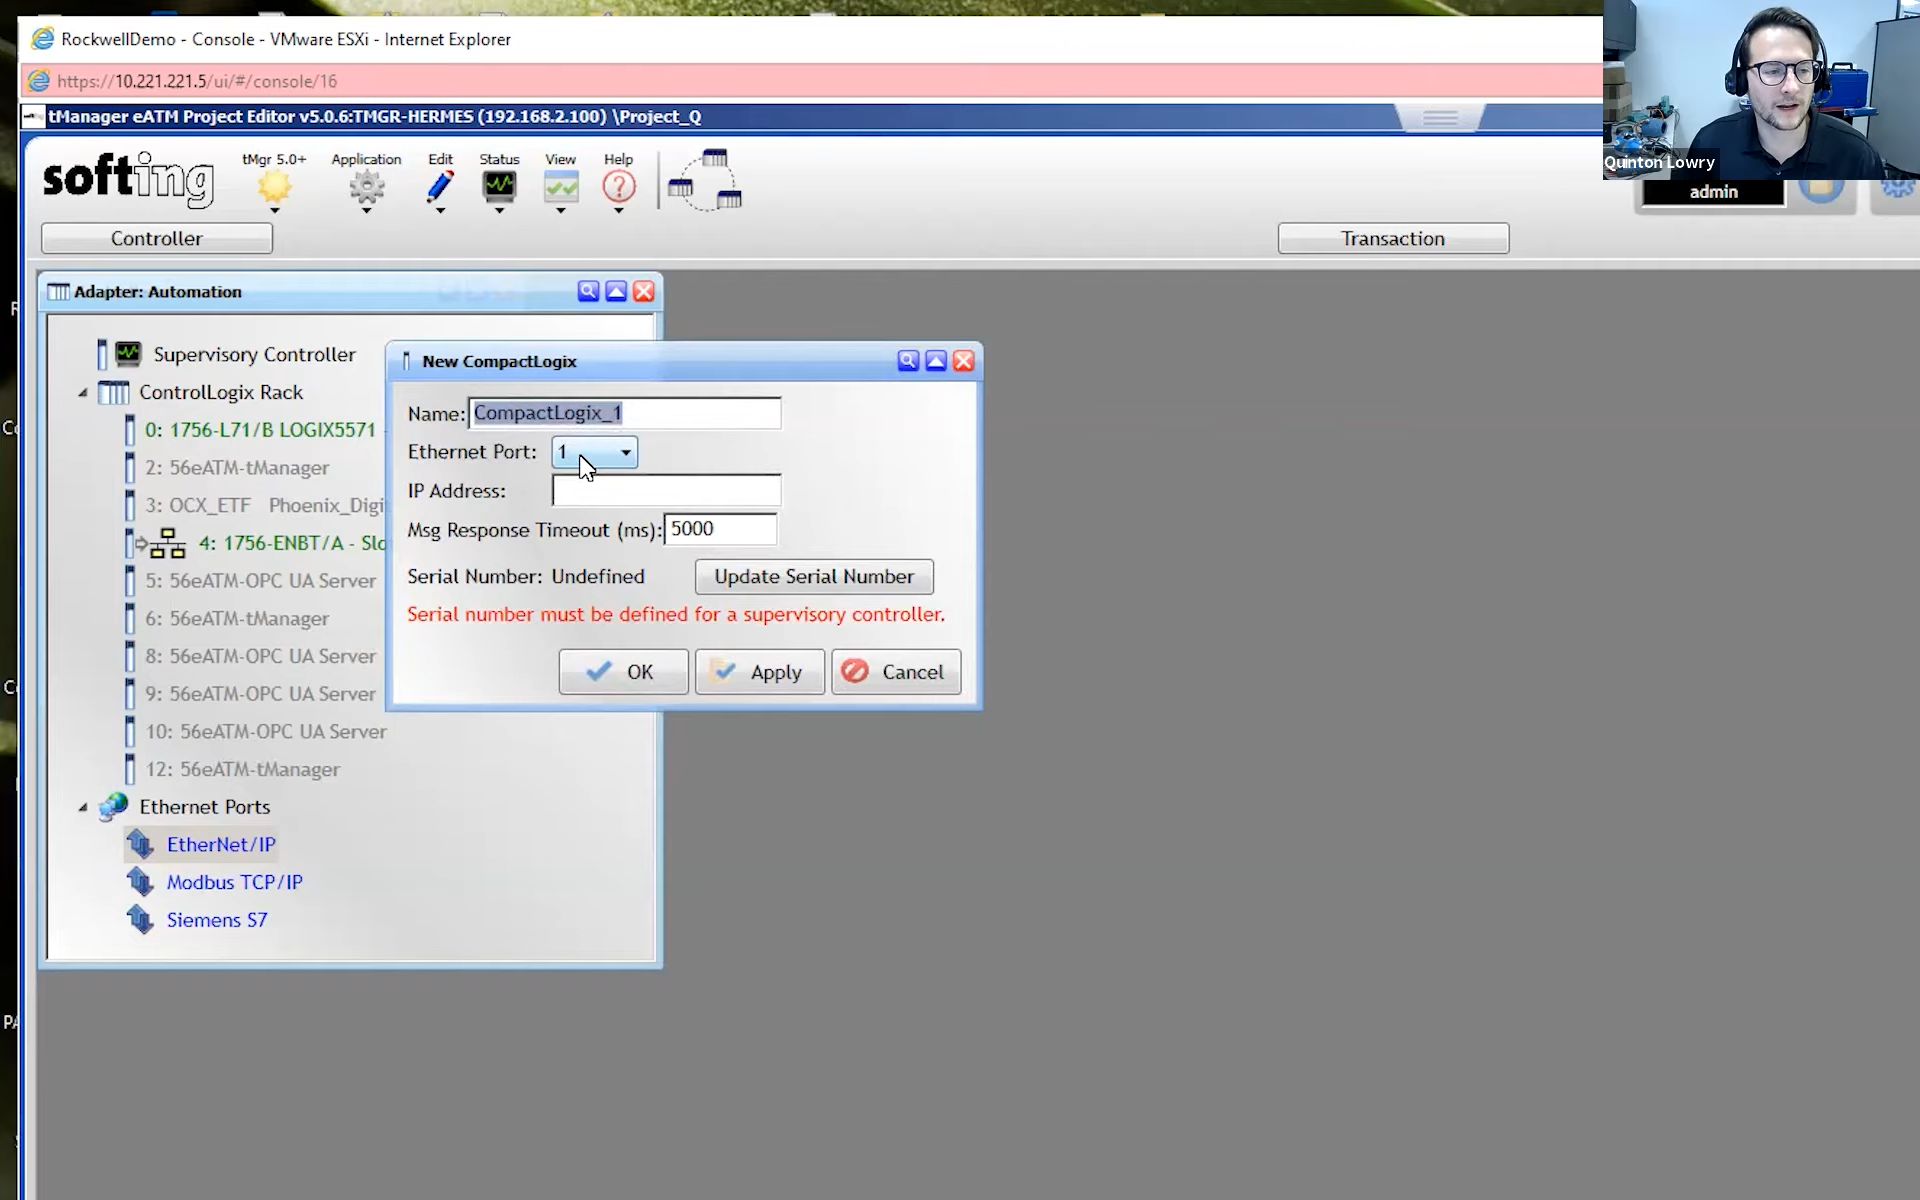 RockwellDemo - Console - VMware ESXi - Internet Explorer
https://10.221.221.5/ui/#/console/16
tManager eATM Project Editor v5.0.6:TMGR-HERMES (192.168.2.100) \Project_Q
softing
tMgr 5.0+ Application Edit Status View Help
Quinton Lowry
admin
Controller
Transaction
Adapter: Automation
Supervisory Controller
ControlLogix Rack
0: 1756-L71/B LOGIX5571
2: 56eATM-tManager
3: OCX_ETF Phoenix_Digi
4: 1756-ENBT/A - Slo
5: 56eATM-OPC UA Server
6: 56eATM-tManager
8: 56eATM-OPC UA Server
9: 56eATM-OPC UA Server
10: 56eATM-OPC UA Server
12: 56eATM-tManager
Ethernet Ports
EtherNet/IP
Modbus TCP/IP
Siemens S7
New CompactLogix
Name: CompactLogix_1
Ethernet Port: 1
IP Address:
Msg Response Timeout (ms): 5000
Serial Number: Undefined Update Serial Number
Serial number must be defined for a supervisory controller.
OK Apply Cancel